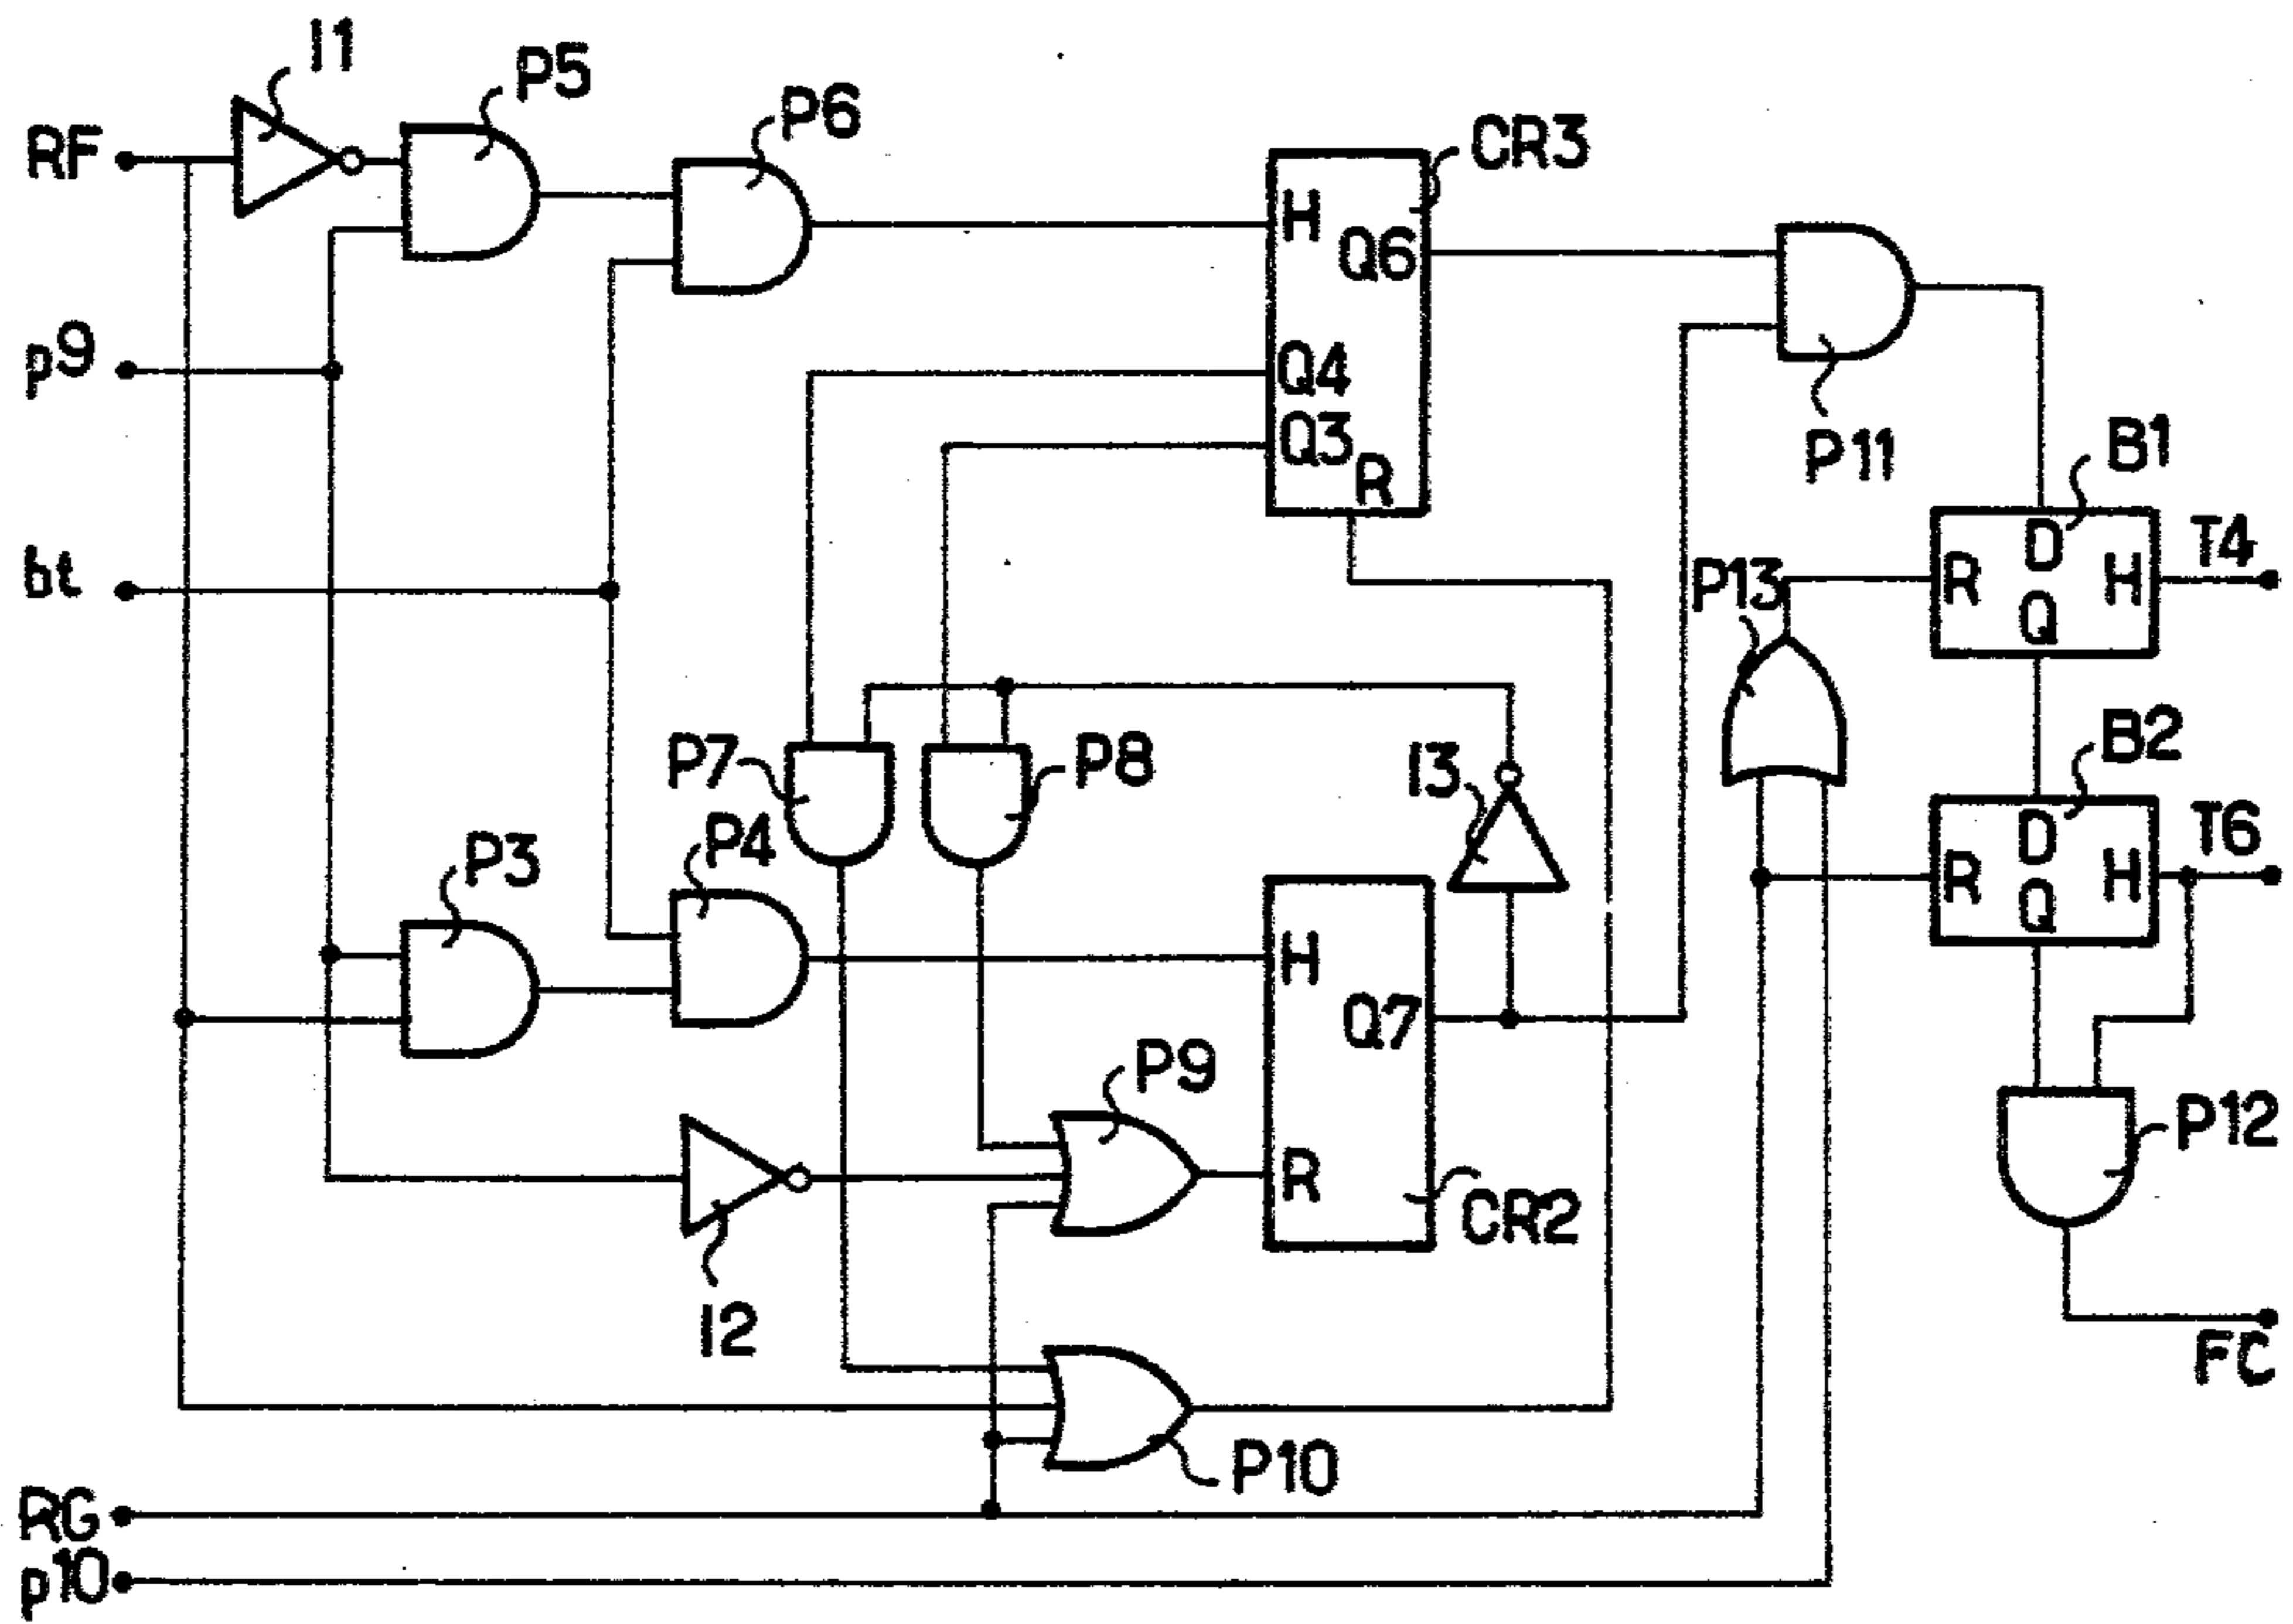 I1
P5
P6
RF
CR3
H
Q6
p9
Q4
Q3
R
P11
B1
bt
D
T4
P13
R
H
Q
P7
P8
I3
B2
P4
P3
D
T6
R
H
Q
H
Q7
P9
P12
R
CR2
I2
FC
P10
RG
p10